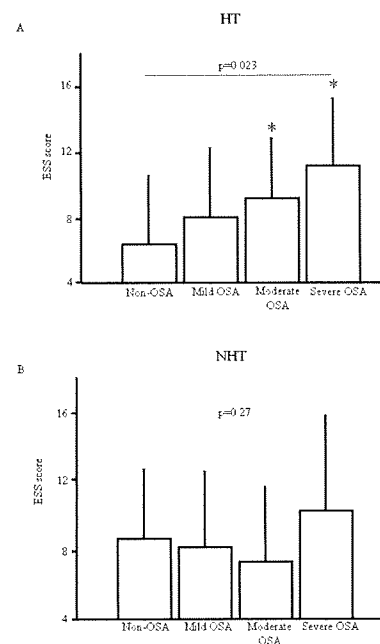 A
HT
p=0.023
16
12
8
4
ESS score
*
*
Non-OSA
Mild OSA
Moderate
OSA
Severe OSA
B
NHT
p=0.27
16
12
8
4
ESS score
Non-OSA
Mild OSA
Moderate
OSA
Severe OSA